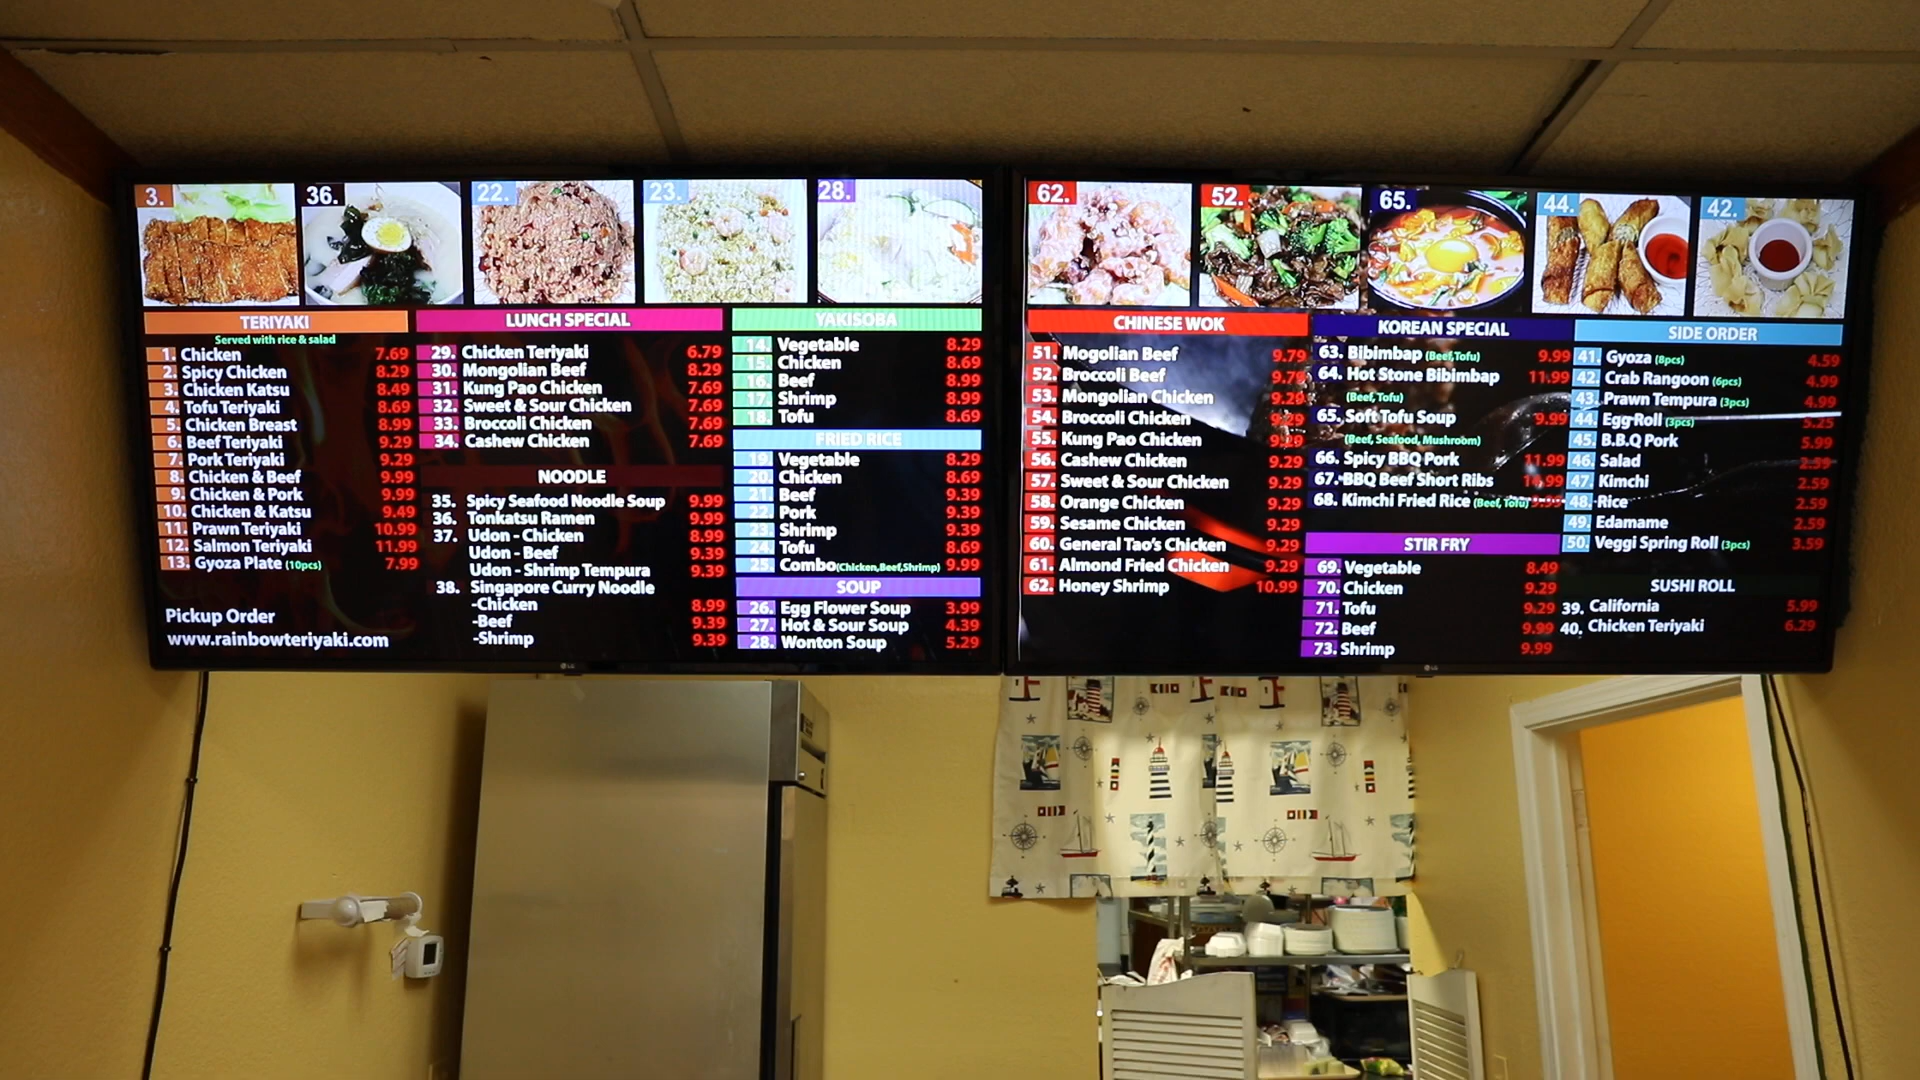 3.
36.
22.
23.
28.
TERIYAKI
Served with rice & salad
1. Chicken 7.69
2. Spicy Chicken 8.29
3. Chicken Katsu 8.49
4. Tofu Teriyaki 8.69
5. Chicken Breast 8.99
6. Beef Teriyaki 9.29
7. Pork Teriyaki 9.29
8. Chicken & Beef 9.99
9. Chicken & Pork 9.99
10. Chicken & Katsu 9.49
11. Prawn Teriyaki 10.99
12. Salmon Teriyaki 11.99
13. Gyoza Plate (10pcs) 7.99
Pickup Order
www.rainbowteriyaki.com
LUNCH SPECIAL
29. Chicken Teriyaki 6.79
30. Mongolian Beef 8.29
31. Kung Pao Chicken 7.69
32. Sweet & Sour Chicken 7.69
33. Broccoli Chicken 7.69
34. Cashew Chicken 7.69
NOODLE
35. Spicy Seafood Noodle Soup 9.99
36. Tonkatsu Ramen 9.99
37. Udon - Chicken 8.99
Udon - Beef 9.39
Udon - Shrimp Tempura 9.39
38. Singapore Curry Noodle
-Chicken 8.99
-Beef 9.39
-Shrimp 9.39
YAKISOBA
14. Vegetable 8.29
15. Chicken 8.69
16. Beef 8.99
17. Shrimp 8.99
18. Tofu 8.69
FRIED RICE
19. Vegetable 8.29
20. Chicken 8.69
21. Beef 9.39
22. Pork 9.39
23. Shrimp 9.39
24. Tofu 8.69
25. Combo(Chicken,Beef,Shrimp) 9.99
SOUP
26. Egg Flower Soup 3.99
27. Hot & Sour Soup 4.39
28. Wonton Soup 5.29
LG
62.
52.
65.
44.
42.
CHINESE WOK
51. Mogolian Beef 9.79
52. Broccoli Beef 9.79
53. Mongolian Chicken 9.29
54. Broccoli Chicken 9.29
55. Kung Pao Chicken 9.29
56. Cashew Chicken 9.29
57. Sweet & Sour Chicken 9.29
58. Orange Chicken 9.29
59. Sesame Chicken 9.29
60. General Tao's Chicken 9.29
61. Almond Fried Chicken 9.29
62. Honey Shrimp 10.99
KOREAN SPECIAL
63. Bibimbap (Beef,Tofu) 9.99
64. Hot Stone Bibimbap 11.99
(Beef, Tofu)
65. Soft Tofu Soup 9.99
(Beef, Seafood, Mushroom)
66. Spicy BBQ Pork 11.99
67. BBQ Beef Short Ribs
68. Kimchi Fried Rice (Beef, Tofu) 9.99
STIR FRY
69. Vegetable 8.49
70. Chicken 9.29
71. Tofu 9.29
72. Beef 9.99
73. Shrimp 9.99
SIDE ORDER
41. Gyoza (8pcs) 4.59
42. Crab Rangoon (6pcs) 4.99
43. Prawn Tempura (3pcs) 4.99
44. Egg Roll (3pcs) 5.25
45. B.B.Q Pork 5.99
46. Salad 2.59
47. Kimchi 2.59
48. Rice 2.59
49. Edamame 2.59
50. Veggi Spring Roll (3pcs) 3.59
SUSHI ROLL
39. California 5.99
40. Chicken Teriyaki 6.29
LG